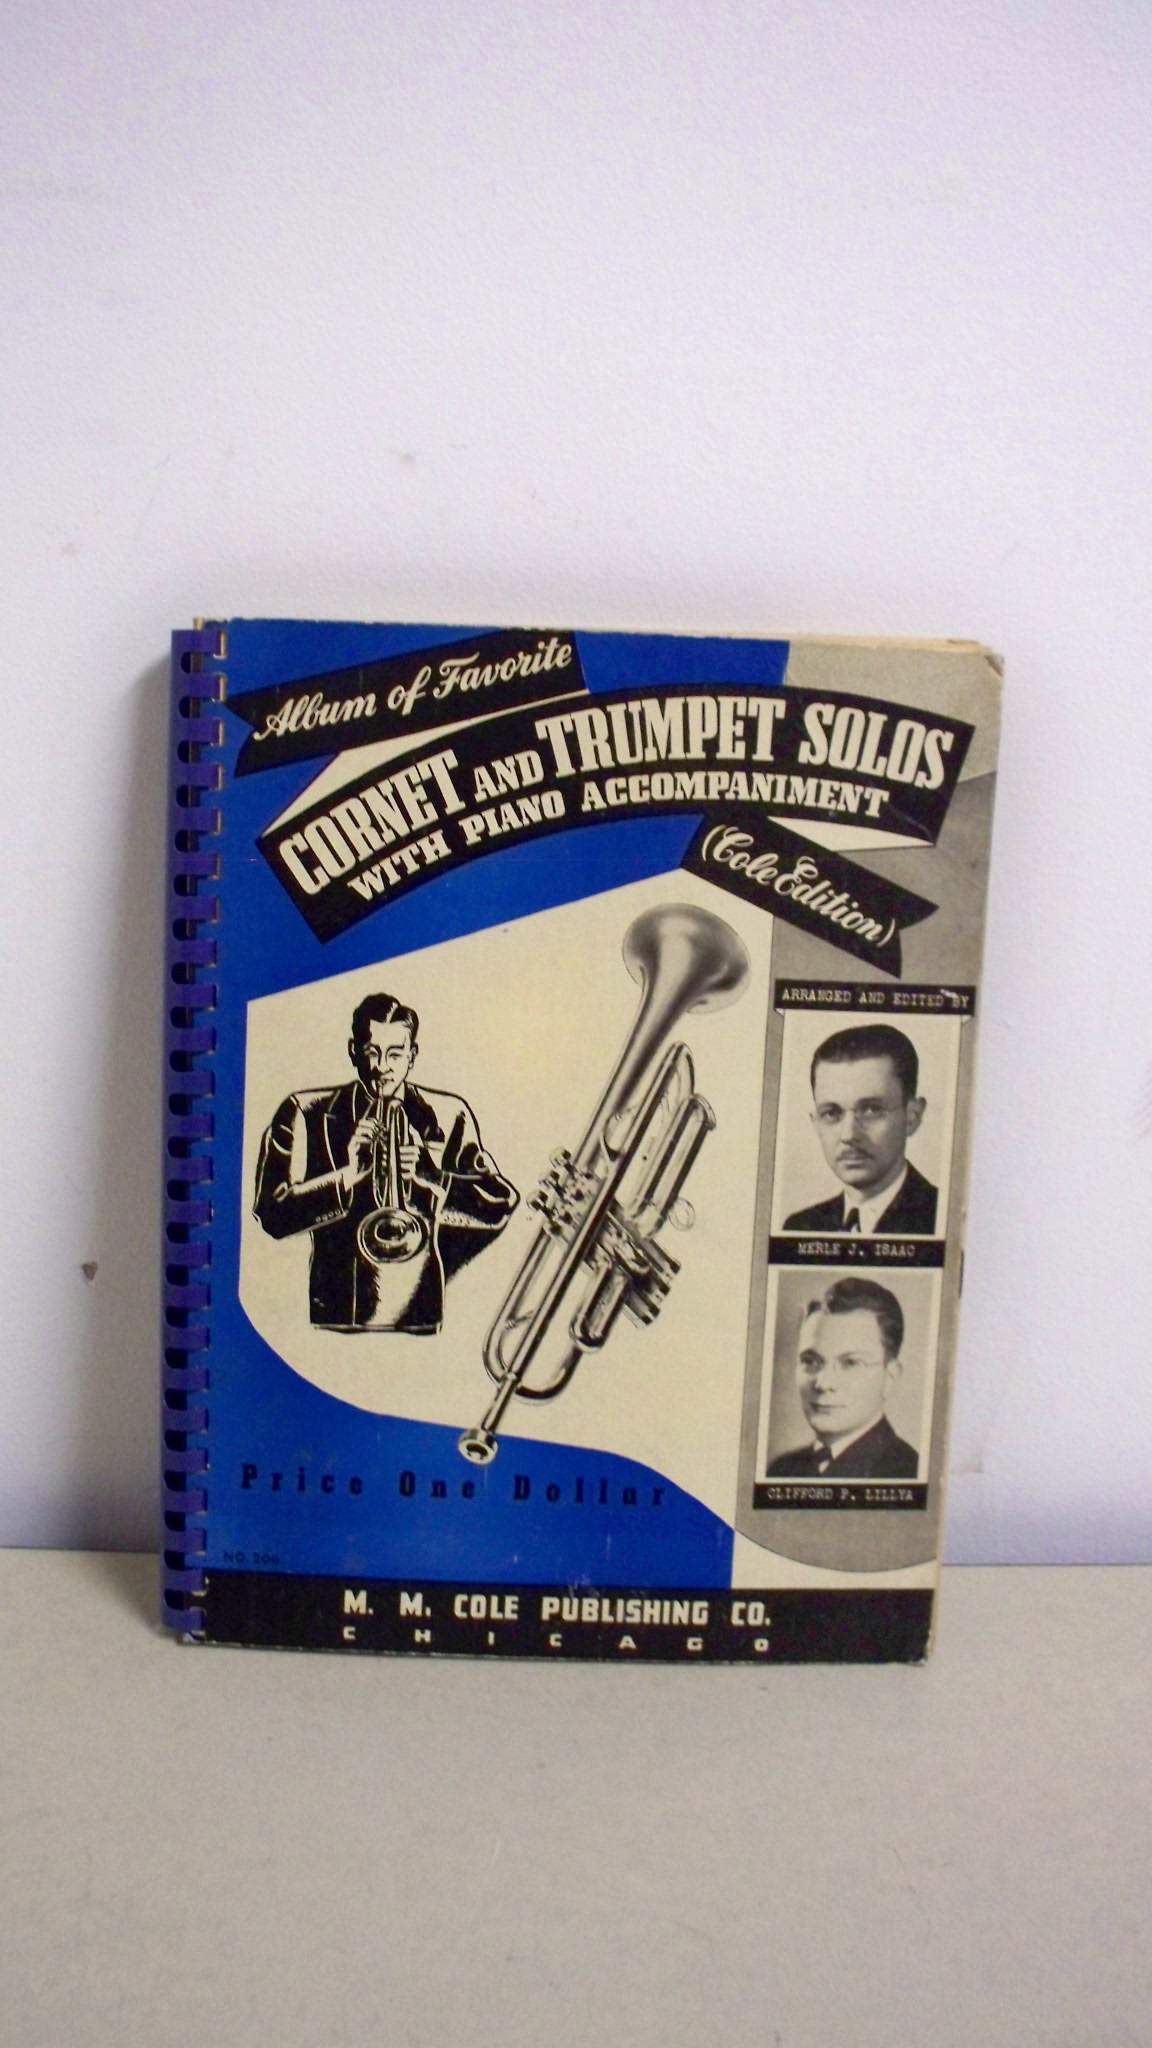 Album of Favorite
CORNET AND TRUMPET SOLOS
WITH PIANO ACCOMPANIMENT
(Cole Edition)
ARRANGED AND EDITED BY
MERLE J. ISAAC
CLIFFORD P. LILLYA
Price One Dollar
NO. 206
M. M. COLE PUBLISHING CO.
CHICAGO